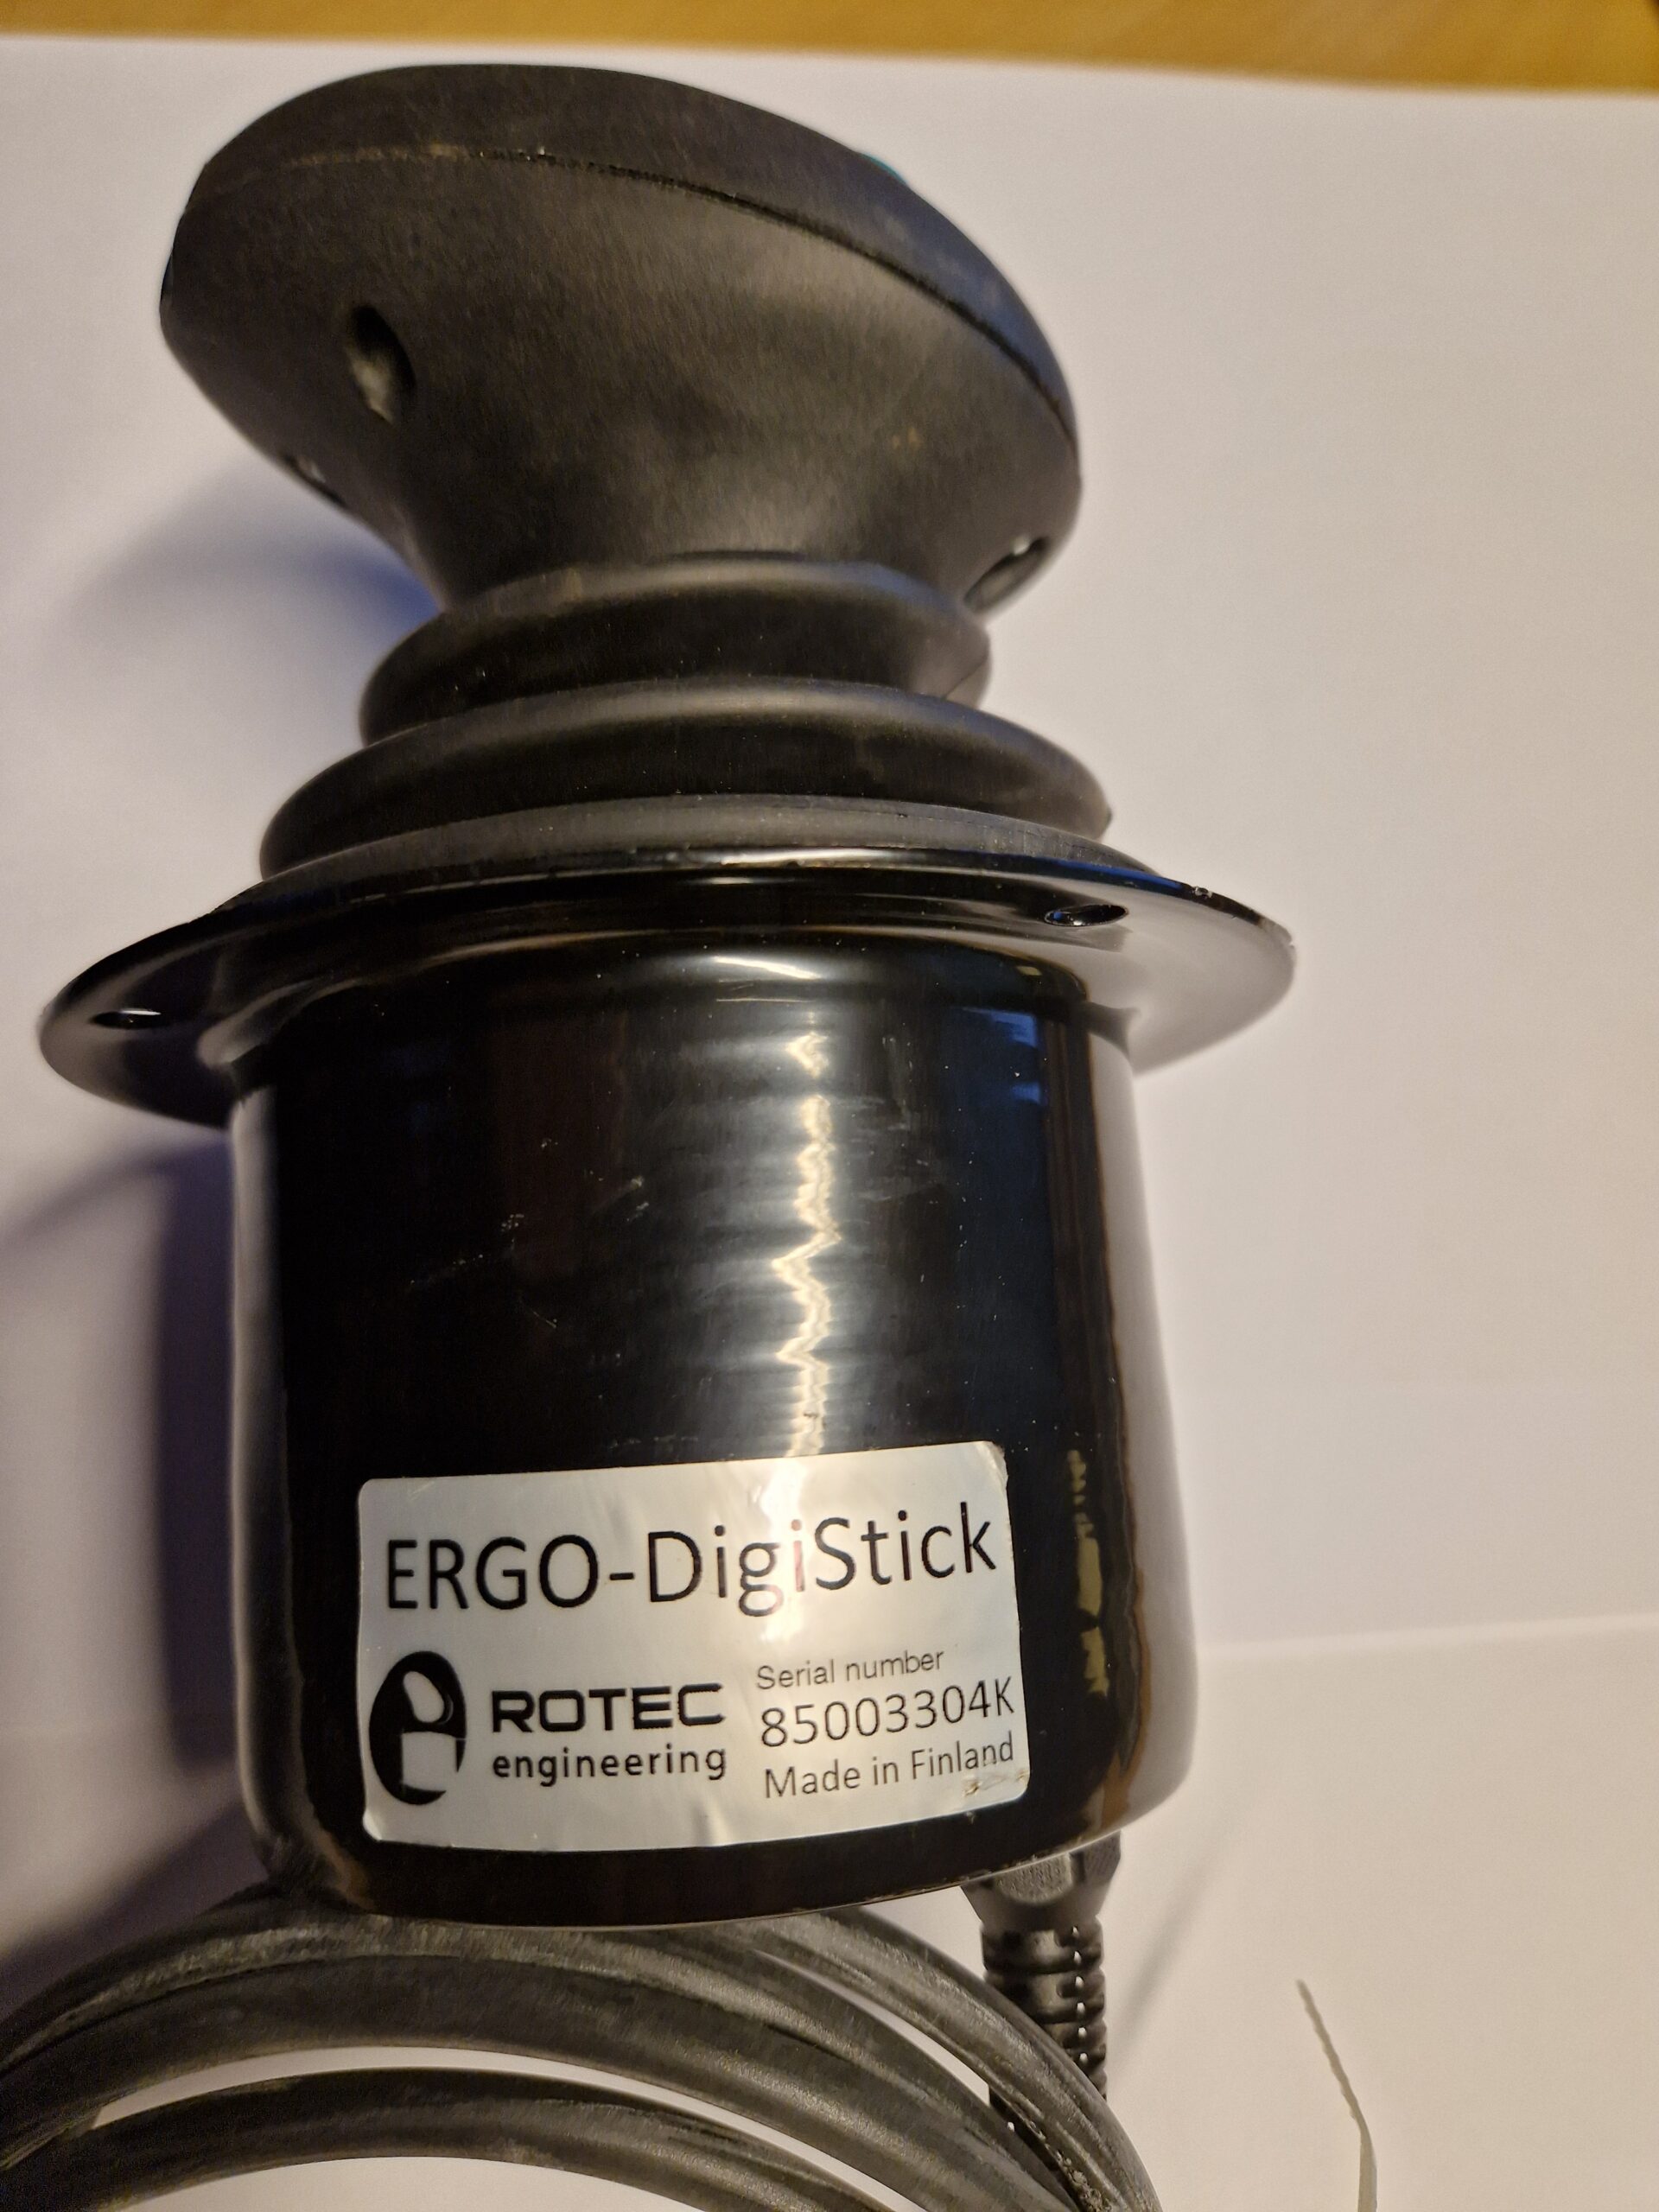 ERGO-DigiStick
ROTEC
engineering
Serial number
85003304K
Made in Finland